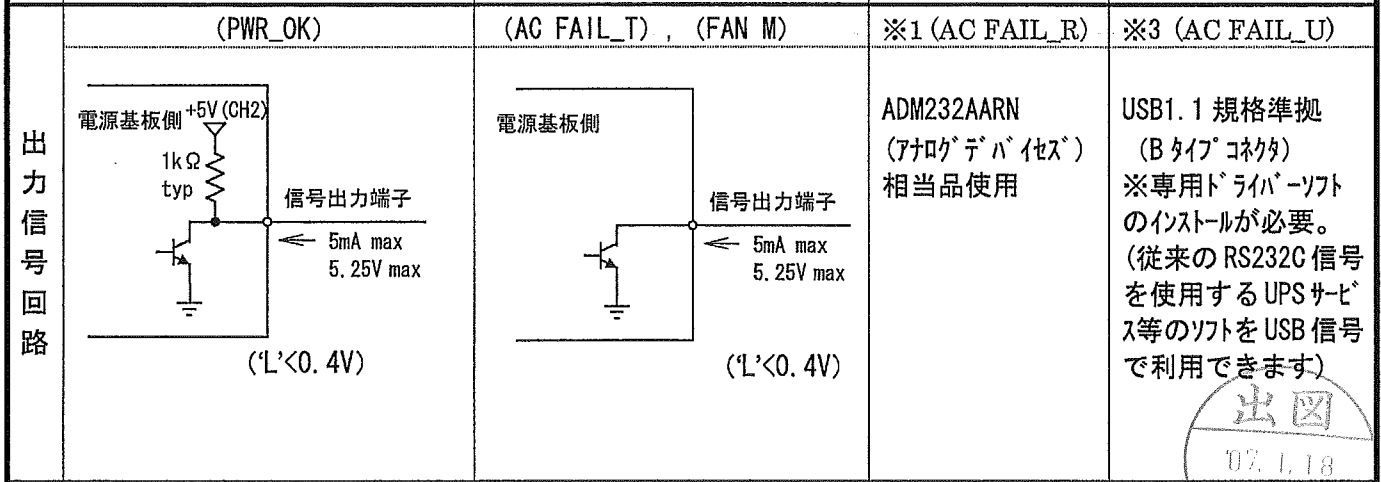 (PWR_OK)
(AC FAIL_T) , (FAN M)
※1 (AC FAIL_R)
※3 (AC FAIL_U)
出力信号回路
電源基板側
+5V (CH2)
1kΩ
typ
信号出力端子
5mA max
5.25V max
('L'<0.4V)
電源基板側
信号出力端子
5mA max
5.25V max
('L'<0.4V)
ADM232AARN
(ｱﾅﾛｸﾞﾃﾞﾊﾞｲｾｽﾞ)
相当品使用
USB1.1 規格準拠
(B ﾀｲﾌﾟｺﾈｸﾀ)
※専用ﾄﾞﾗｲﾊﾞｰｿﾌﾄ
のｲﾝｽﾄｰﾙが必要。
(従来の RS232C 信号
を使用する UPS ｻｰﾋﾞ
ｽ等のｿﾌﾄを USB 信号
で利用できます)
出図
'07. 1. 18